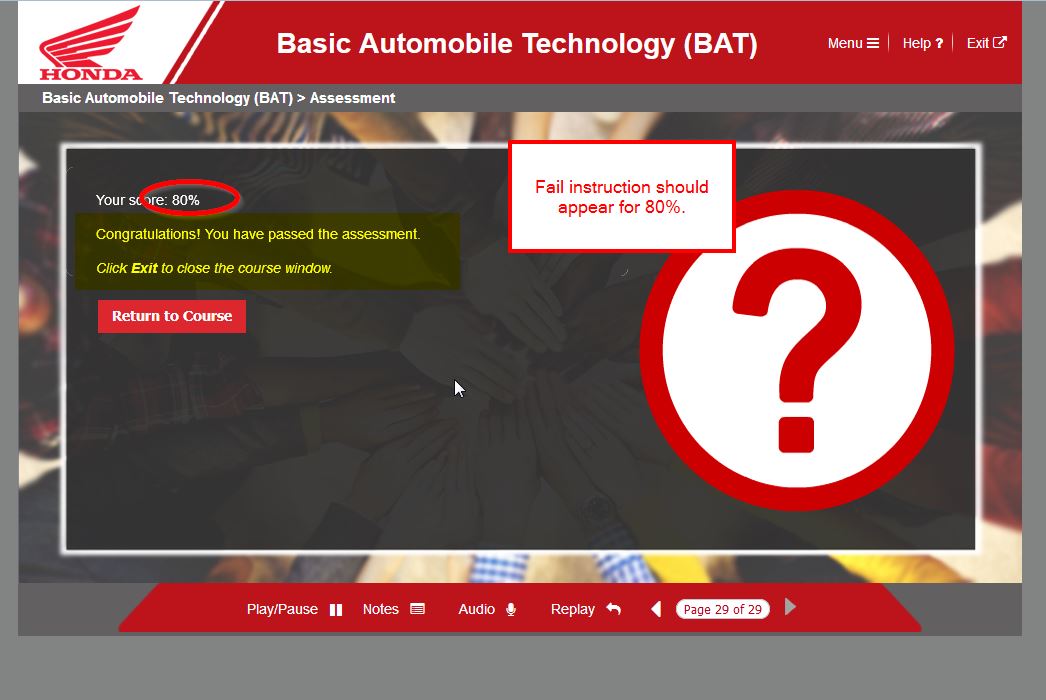 HONDA
Basic Automobile Technology (BAT)
Menu
Help ?
Exit
Basic Automobile Technology (BAT) > Assessment
Your score: 80%
Fail instruction should
appear for 80%.
Congratulations! You have passed the assessment.
Click Exit to close the course window.
Return to Course
?
Play/Pause
Notes
Audio
Replay
Page 29 of 29